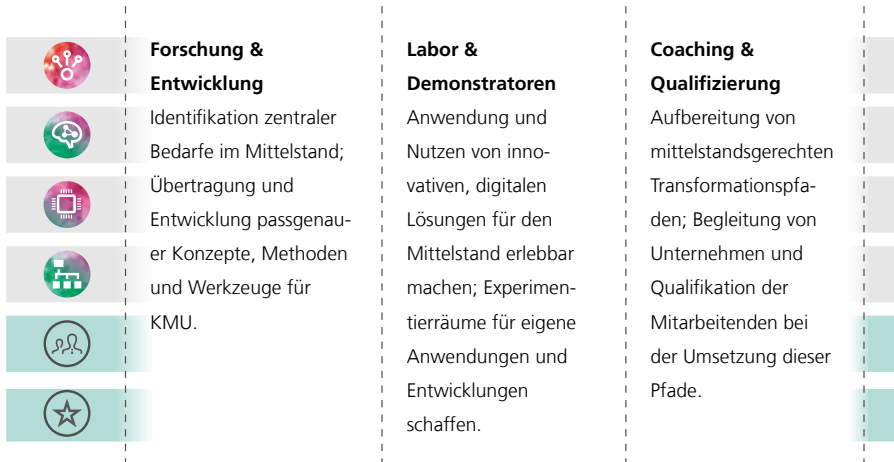 Forschung &
Entwicklung
Identifikation zentraler
Bedarfe im Mittelstand;
Übertragung und
Entwicklung passgenau-
er Konzepte, Methoden
und Werkzeuge für
KMU.
Labor &
Demonstratoren
Anwendung und
Nutzen von inno-
vativen, digitalen
Lösungen für den
Mittelstand erlebbar
machen; Experimen-
tierräume für eigene
Anwendungen und
Entwicklungen
schaffen.
Coaching &
Qualifizierung
Aufbereitung von
mittelstandsgerechten
Transformationspfa-
den; Begleitung von
Unternehmen und
Qualifikation der
Mitarbeitenden bei
der Umsetzung dieser
Pfade.